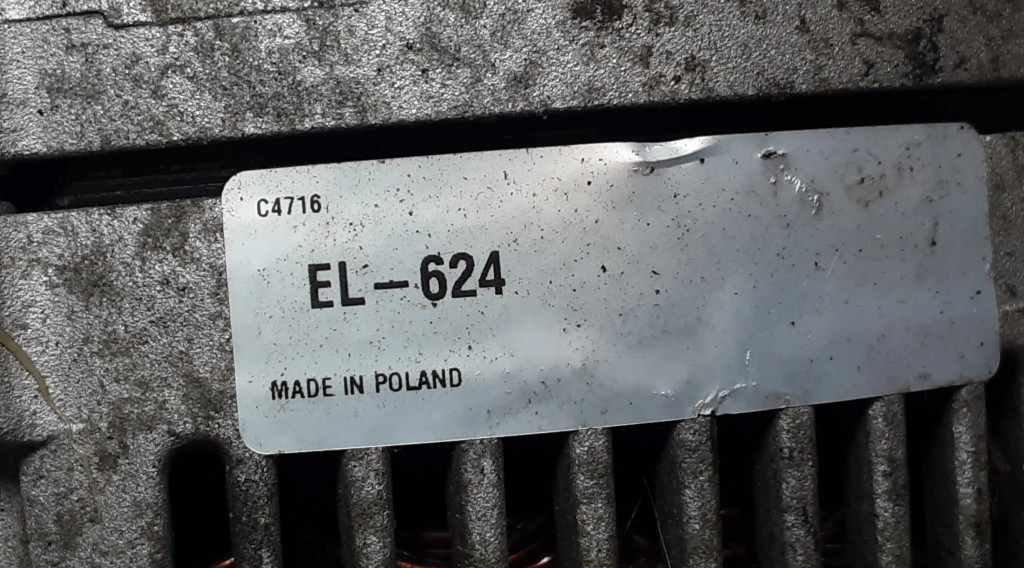 C4716
EL-624
MADE IN POLAND